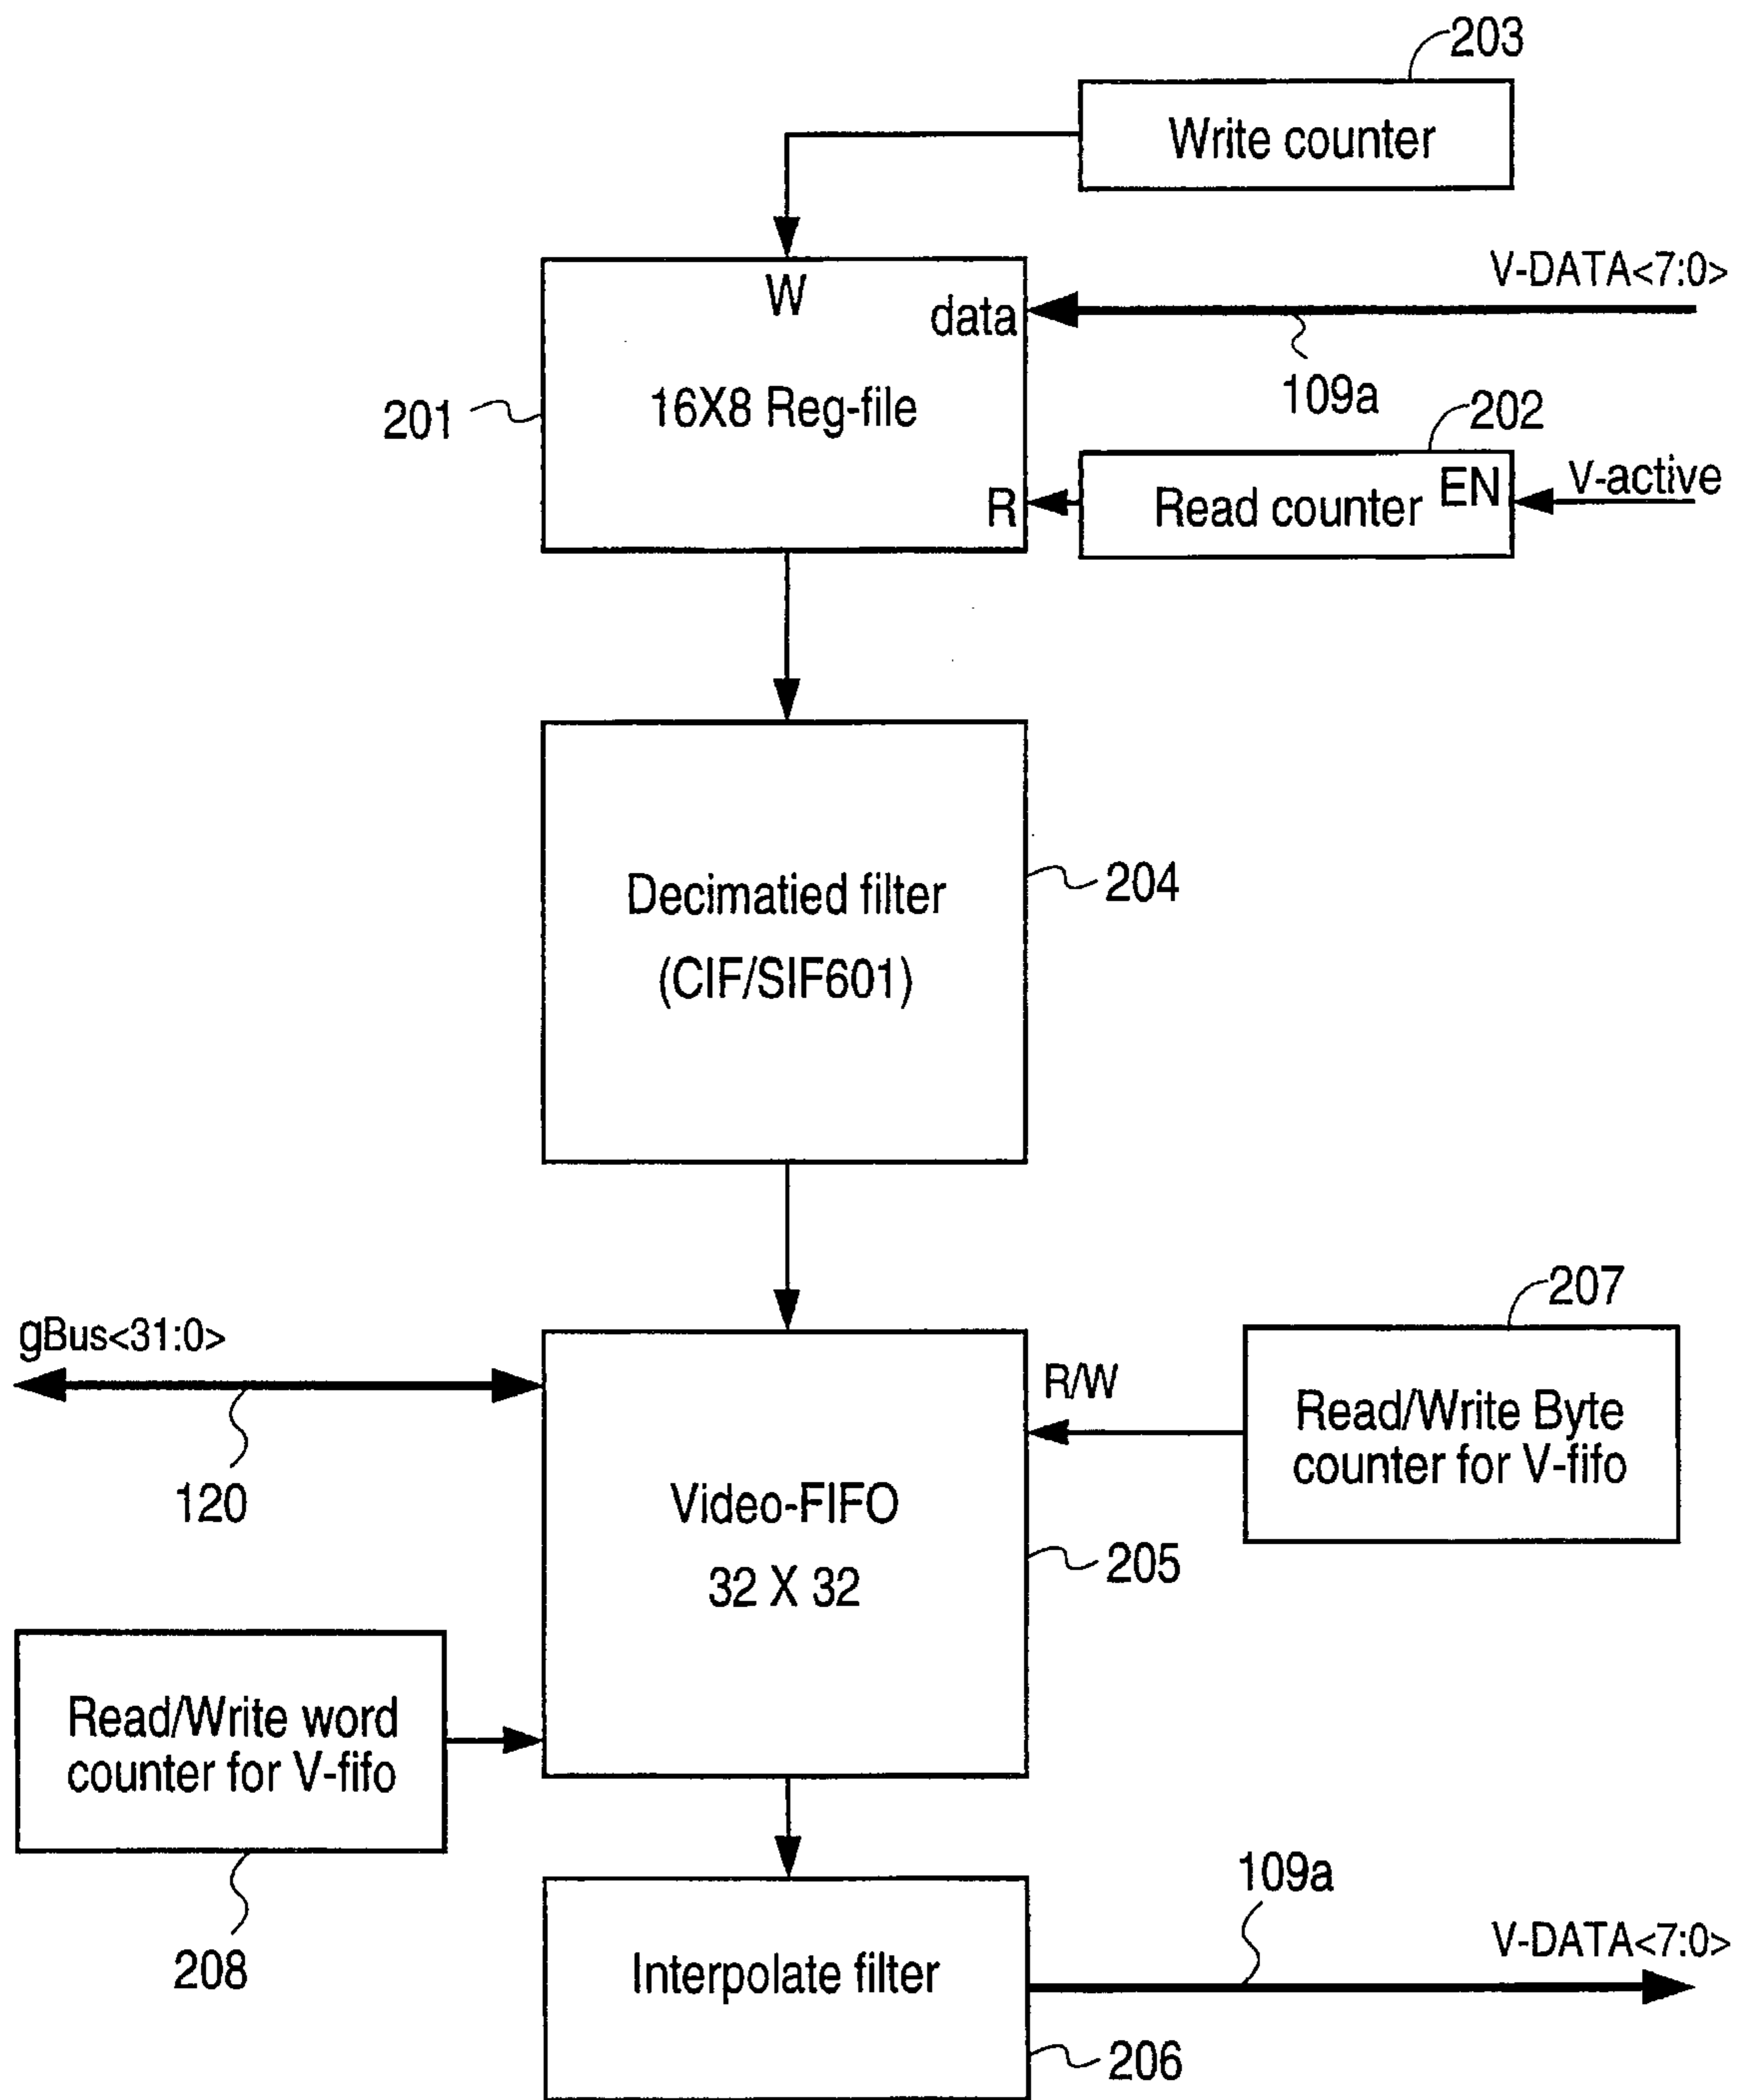 203
Write counter
V-DATA<7:0>
W
data
109a
16X8 Reg-file
201
202
EN
V-active
Read counter
R
Decimatied filter
(CIF/SIF601)
204
207
gBus<31:0>
R/W
Read/Write Byte
counter for V-fifo
120
Video-FIFO
32 X 32
205
Read/Write word
counter for V-fifo
208
109a
V-DATA<7:0>
Interpolate filter
206